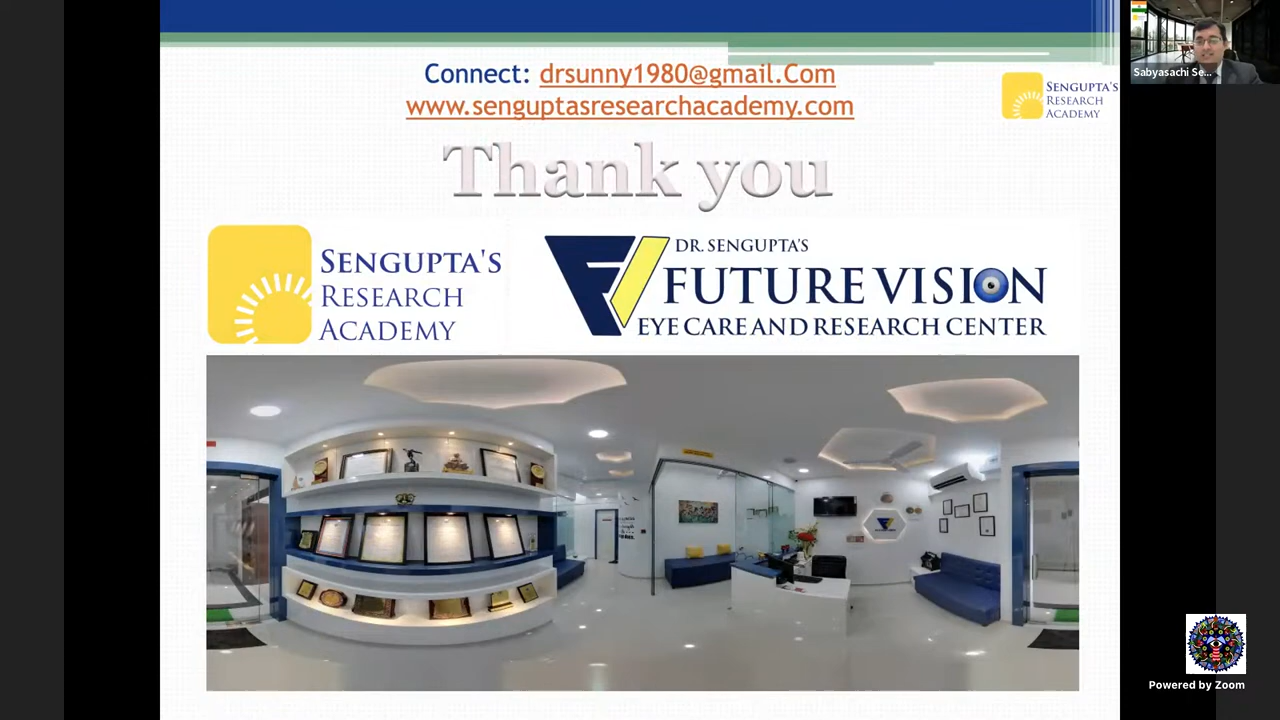 Connect: drsunny1980@gmail.Com
www.senguptasresearchacademy.com
Sabyasachi Se...
SENGUPTA'S
RESEARCH
ACADEMY
Thank you
SENGUPTA'S
RESEARCH
ACADEMY
DR. SENGUPTA'S
FUTURE VISION
EYE CARE AND RESEARCH CENTER
Powered by Zoom